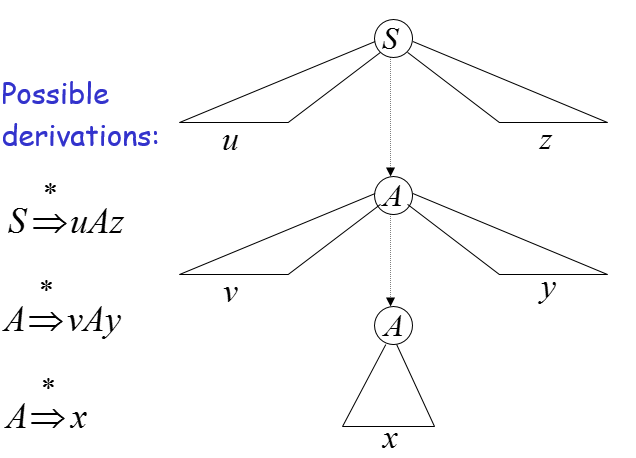 Possible
derivations:
*
S⇒uAz
*
A⇒vAy
*
A⇒x
S
u
z
A
v
y
A
x